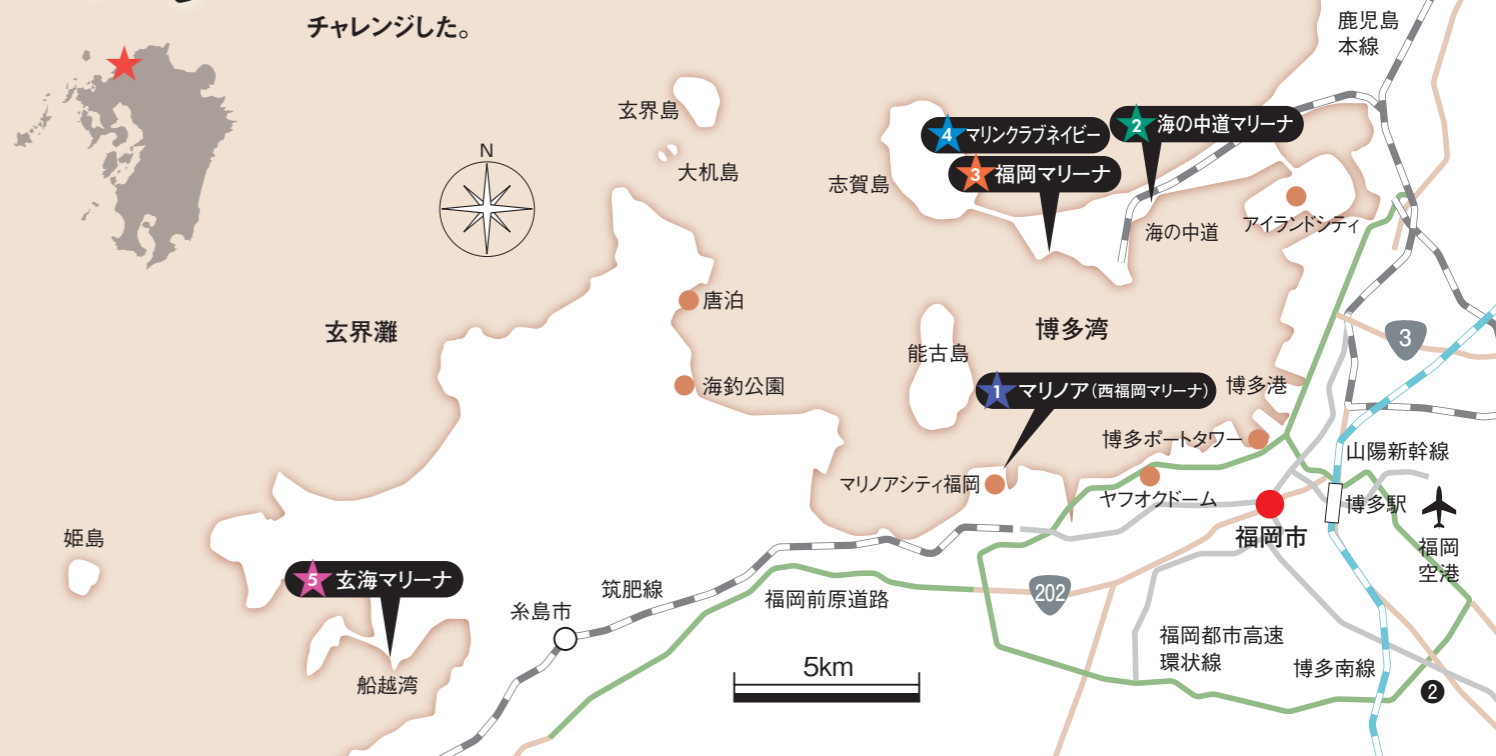 チャレンジした。
鹿児島
本線
玄界島
大机島
N
志賀島
4 マリンクラブネイビー
2 海の中道マリーナ
3 福岡マリーナ
海の中道
アイランドシティ
唐泊
玄界灘
博多湾
3
能古島
海釣公園
1 マリノア(西福岡マリーナ)
博多港
博多ポートタワー
山陽新幹線
マリノアシティ福岡
ヤフオクドーム
博多駅
福岡市
福岡
空港
姫島
5 玄海マリーナ
筑肥線
福岡前原道路
202
糸島市
福岡都市高速
環状線
5km
博多南線
船越湾
2